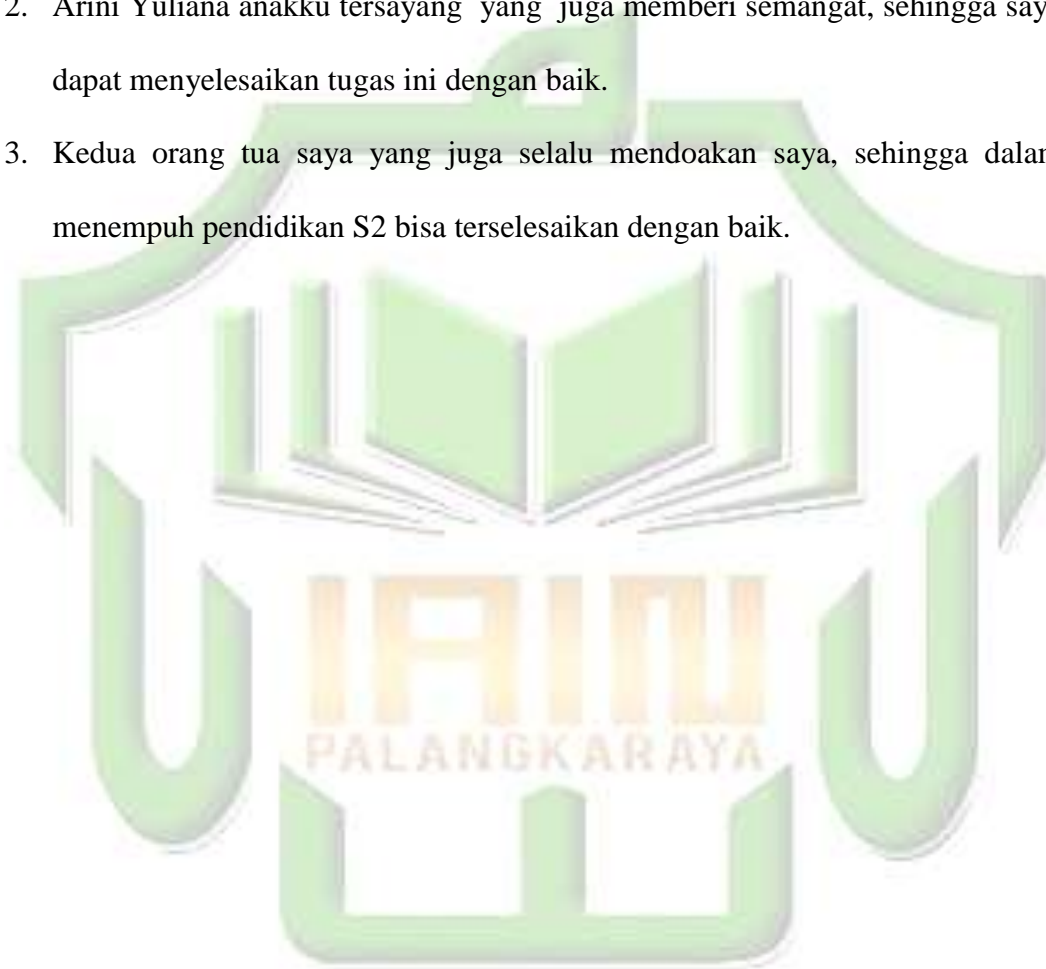 2. Arini Yuliana anakku tersayang yang juga memberi semangat, sehingga say
dapat menyelesaikan tugas ini dengan baik.
3. Kedua orang tua saya yang juga selalu mendoakan saya, sehingga dalam
menempuh pendidikan S2 bisa terselesaikan dengan baik.
IAIN
PALANGKARAYA